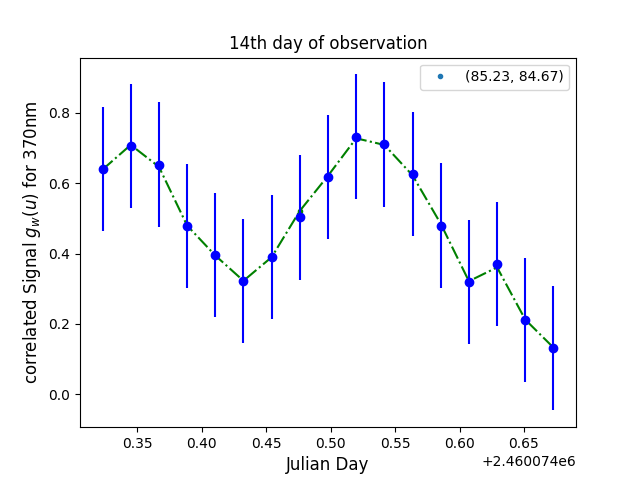 14th day of observation
(85.23, 84.67)
correlated Signal g_w(u) for 370nm
0.8
0.6
0.4
0.2
0.0
0.35 0.40 0.45 0.50 0.55 0.60 0.65
Julian Day
+2.460074e6